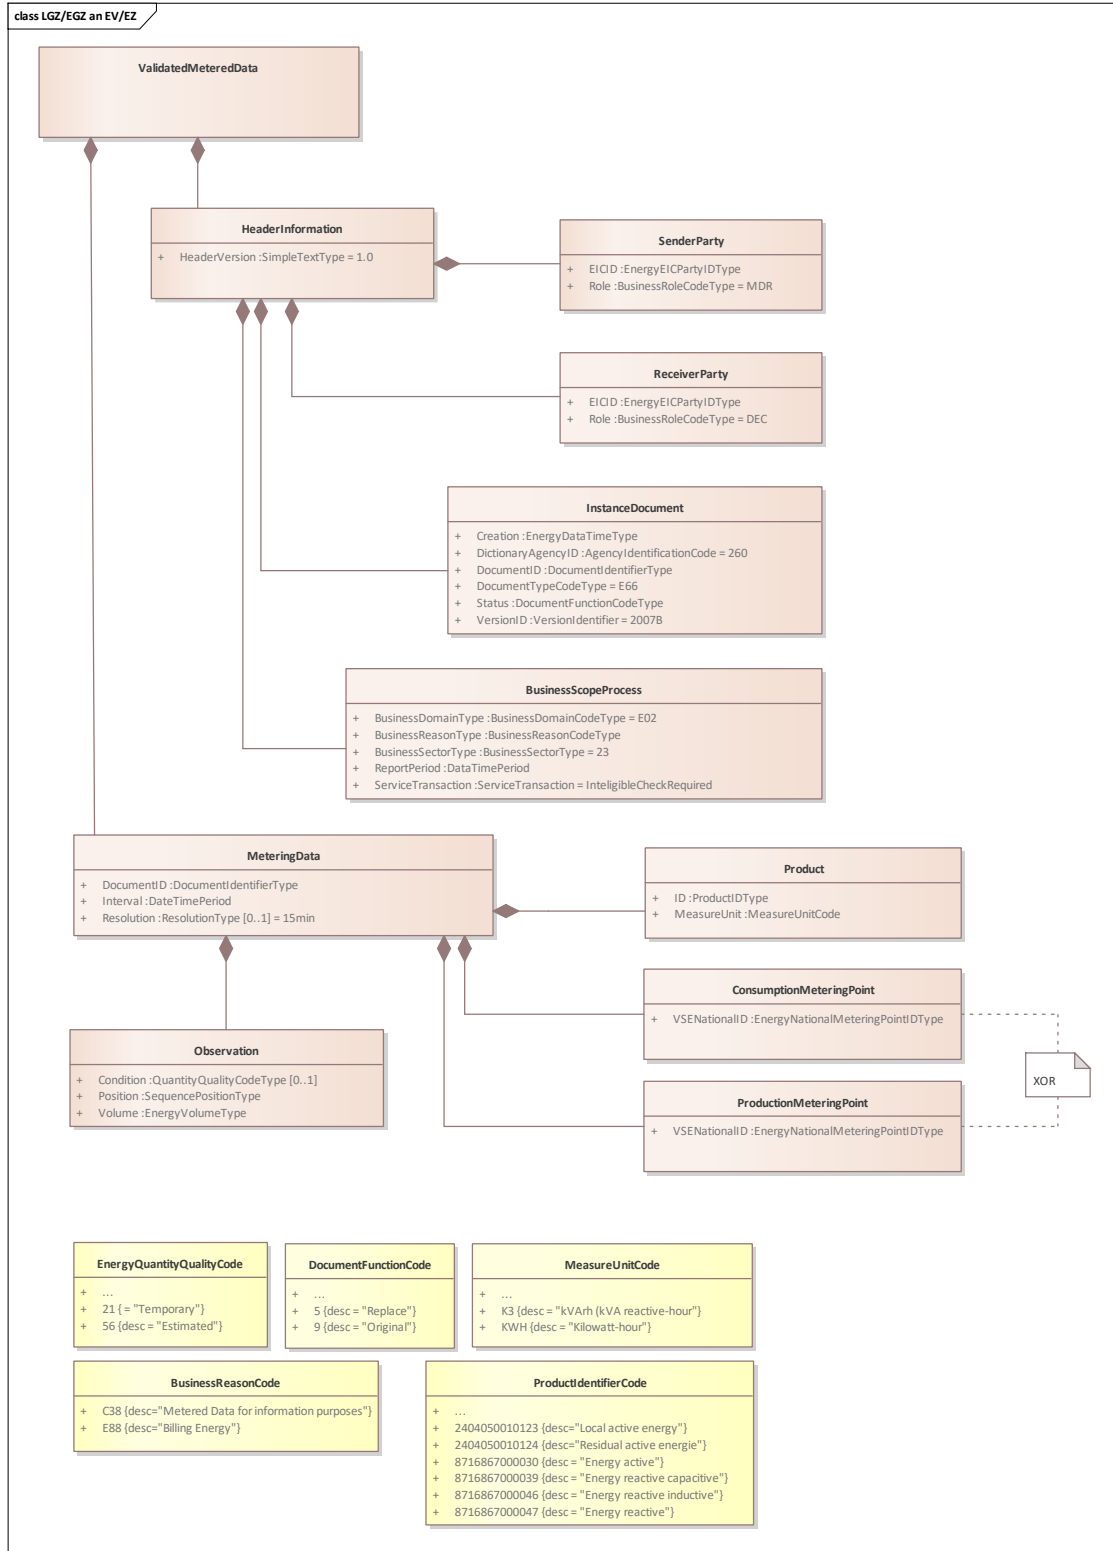 class LGZ/EGZ an EV/EZ
ValidatedMeteredData
HeaderInformation
+ HeaderVersion :SimpleTextType = 1.0
SenderParty
+ EICID :EnergyEICPartyIDType
+ Role :BusinessRoleCodeType = MDR
ReceiverParty
+ EICID :EnergyEICPartyIDType
+ Role :BusinessRoleCodeType = DEC
InstanceDocument
+ Creation :EnergyDataTimeType
+ DictionaryAgencyID :AgencyIdentificationCode = 260
+ DocumentID :DocumentIdentifierType
+ DocumentTypeCodeType = E66
+ Status :DocumentFunctionCodeType
+ VersionID :VersionIdentifier = 2007B
BusinessScopeProcess
+ BusinessDomainType :BusinessDomainCodeType = E02
+ BusinessReasonType :BusinessReasonCodeType
+ BusinessSectorType :BusinessSectorType = 23
+ ReportPeriod :DataTimePeriod
+ ServiceTransaction :ServiceTransaction = InteligibleCheckRequired
MeteringData
+ DocumentID :DocumentIdentifierType
+ Interval :DateTimePeriod
+ Resolution :ResolutionType [0..1] = 15min
Product
+ ID :ProductIDType
+ MeasureUnit :MeasureUnitCode
ConsumptionMeteringPoint
+ VSENationalID :EnergyNationalMeteringPointIDType
Observation
+ Condition :QuantityQualityCodeType [0..1]
+ Position :SequencePositionType
+ Volume :EnergyVolumeType
XOR
ProductionMeteringPoint
+ VSENationalID :EnergyNationalMeteringPointIDType
EnergyQuantityQualityCode
+ ...
+ 21 { = "Temporary"}
+ 56 {desc = "Estimated"}
DocumentFunctionCode
+ ...
+ 5 {desc = "Replace"}
+ 9 {desc = "Original"}
MeasureUnitCode
+ ...
+ K3 {desc = "kVArh (kVA reactive-hour"}
+ KWH {desc = "Kilowatt-hour"}
BusinessReasonCode
+ C38 {desc="Metered Data for information purposes"}
+ E88 {desc="Billing Energy"}
ProductIdentifierCode
+ ...
+ 2404050010123 {desc="Local active energy"}
+ 2404050010124 {desc="Residual active energie"}
+ 8716867000030 {desc = "Energy active"}
+ 8716867000039 {desc = "Energy reactive capacitive"}
+ 8716867000046 {desc = "Energy reactive inductive"}
+ 8716867000047 {desc = "Energy reactive"}